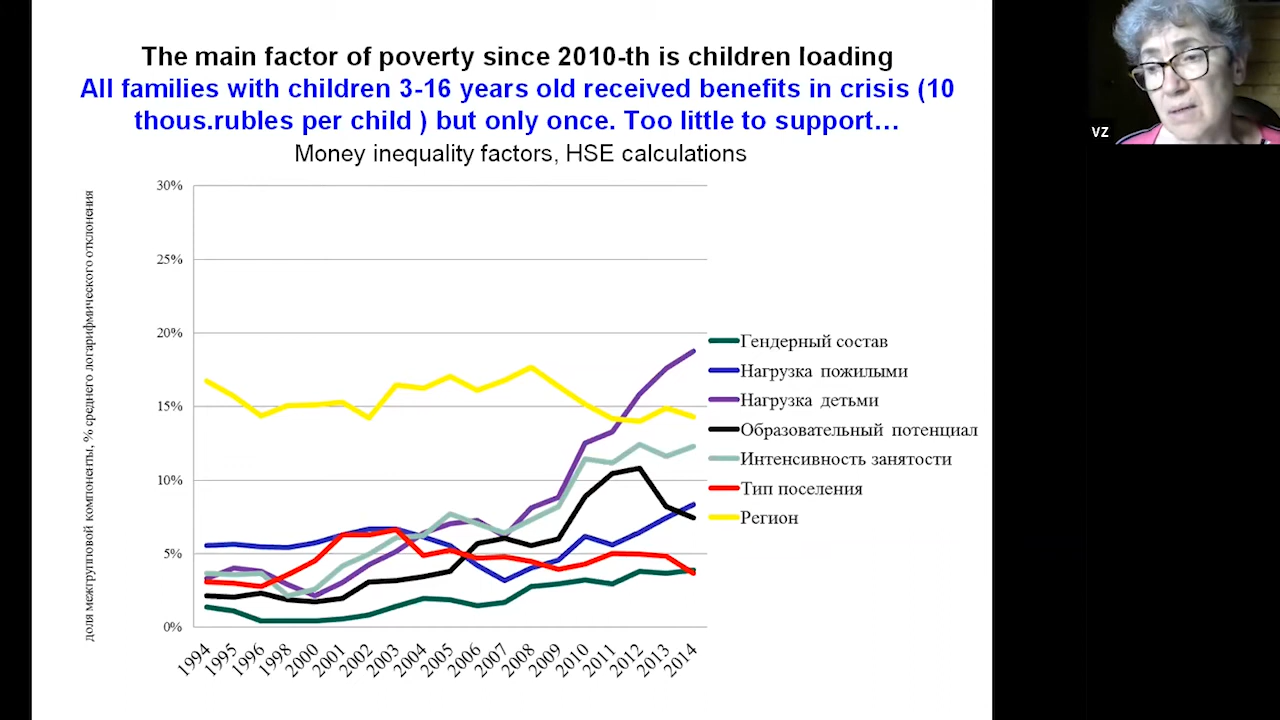 The main factor of poverty since 2010-th is children loading
All families with children 3-16 years old received benefits in crisis (10
thous.rubles per child ) but only once. Too little to support…
Money inequality factors, HSE calculations
VZ
доля межгрупповой компоненты, % среднего логарифмического отклонения
30%
25%
20%
15%
10%
5%
0%
1994 1995 1996 1998 2000 2001 2002 2003 2004 2005 2006 2007 2008 2009 2010 2011 2012 2013 2014
Гендерный состав
Нагрузка пожилыми
Нагрузка детьми
Образовательный потенциал
Интенсивность занятости
Тип поселения
Регион